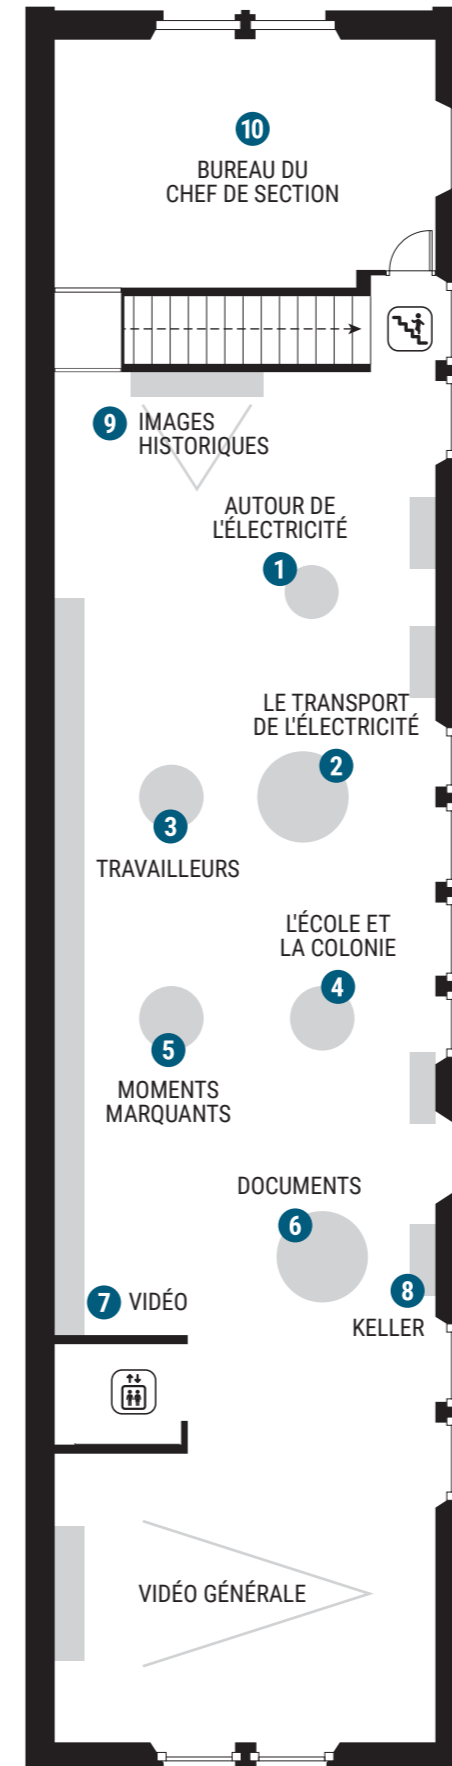 10
BUREAU DU
CHEF DE SECTION
9 IMAGES
HISTORIQUES
AUTOUR DE
L'ÉLECTRICITÉ
1
LE TRANSPORT
DE L'ÉLECTRICITÉ
2
3
TRAVAILLEURS
L'ÉCOLE ET
LA COLONIE
4
5
MOMENTS
MARQUANTS
DOCUMENTS
6
8
KELLER
7 VIDÉO
VIDÉO GÉNÉRALE